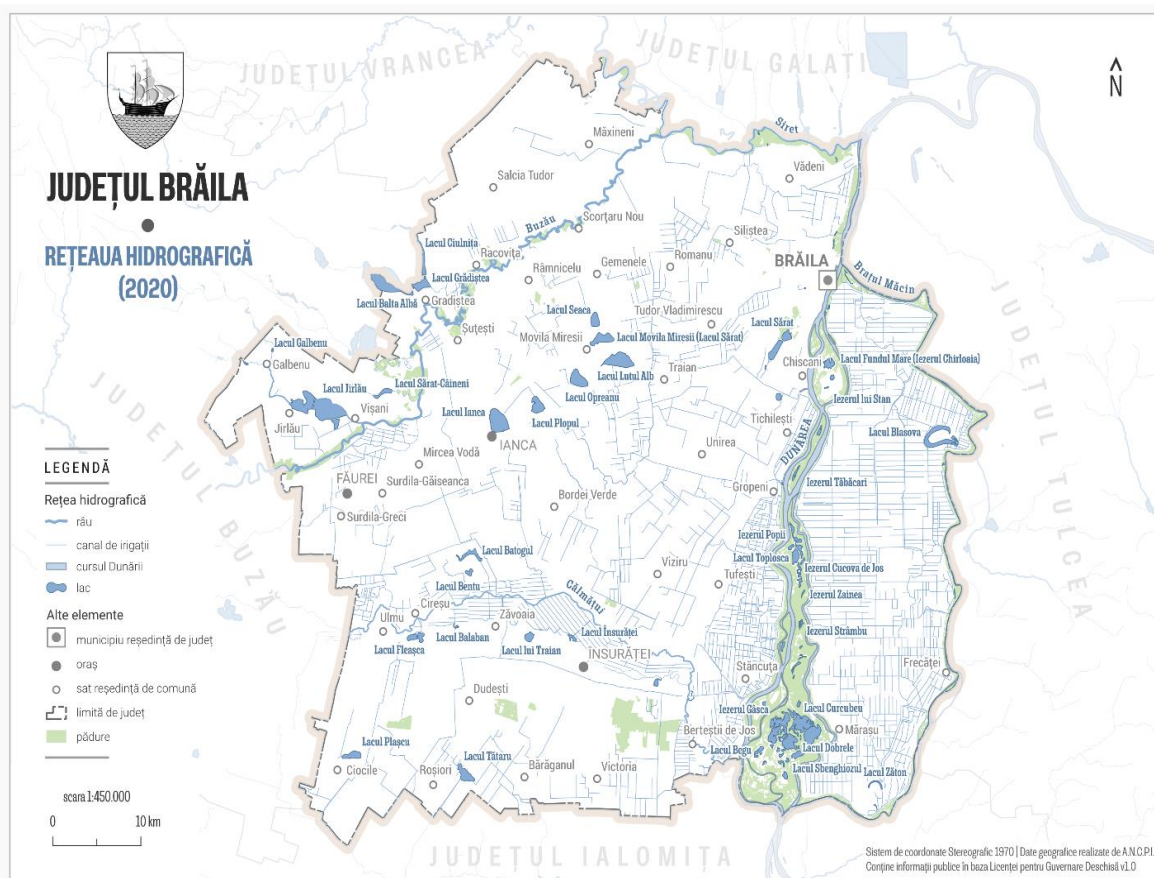 JUDEȚUL VRANCEA
JUDEȚUL GALAȚI
N
JUDEȚUL BRĂILA
REȚEAUA HIDROGRAFICĂ
(2020)
Siret
Măxineni
Vădeni
Salcia Tudor
Buzău
Scorțaru Nou
Lacul Ciulnița
Siliștea
Racovița
Romanu
BRĂILA
Brațul Măcin
Gemenele
Râmnicelu
Lacul Grădiștea
Lacul Balta Albă
Gradiștea
Lacul Seaca
Tudor Vladimirescu
Lacul Sărat
Șuțești
Movila Miresii
Lacul Movila Miresii (Lacul Sărat)
Lacul Galbenu
Galbenu
Lacul Lutul Alb
Traian
Chiscani
Lacul Fundul Mare (Iezerul Chirloaia)
Lacul Jirlău
Lacul Sărat-Câineni
Lacul Opreanu
Iezerul lui Stan
Jirlău
Vișani
Lacul Ianca
Lacul Plopul
Tichilești
Lacul Blasova
IANCA
Unirea
DUNĂREA
Mircea Vodă
LEGENDĂ
FĂUREI
Surdila-Găiseanca
Gropeni
Iezerul Tăbăcari
Rețea hidrografică
Surdila-Greci
Bordei Verde
râu
canal de irigații
cursul Dunării
lac
Iezerul Popii
Lacul Batogul
Lacul Toplosca
Viziru
Iezerul Cucova de Jos
Lacul Bentu
Călmățui
Tufești
Iezerul Zainea
Alte elemente
municipiu reședință de județ
oraș
sat reședință de comună
limită de județ
pădure
Cireșu
Ulmu
Zăvoaia
Lacul Balaban
Lacul Însurăței
Iezerul Strâmbu
Lacul Fleașca
Lacul lui Traian
ÎNSURĂȚEI
Stăncuța
Frecăței
Dudești
Iezerul Gâsca
Lacul Curcubeu
Berteștii de Jos
Mărașu
Lacul Begu
Lacul Dobrele
Lacul Plașcu
Lacul Tătaru
Lacul Sbenghiozul
Lacul Zăton
Ciocile
Roșiori
Bărăganul
Victoria
JUDEȚUL BUZĂU
JUDEȚUL TULCEA
JUDEȚUL IALOMIȚA
scara 1:450.000
0 10 km
Sistem de coordonate Stereografic 1970 | Date geografice realizate de A.N.C.P.I.
Conține informații publice în baza Licenței pentru Guvernare Deschisă v1.0